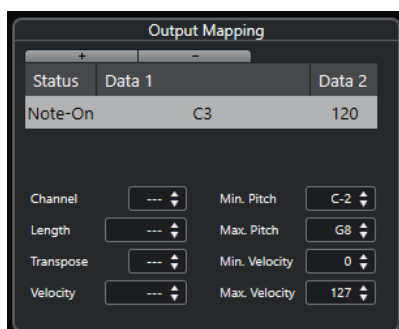 Output Mapping
+ −
Status Data 1 Data 2
Note-On C3 120
Channel --- Min. Pitch C-2
Length --- Max. Pitch G8
Transpose --- Min. Velocity 0
Velocity --- Max. Velocity 127